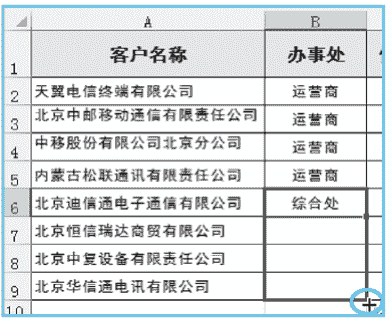 A B
1 客户名称 办事处
2 天翼电信终端有限公司 运营商
3 北京中邮移动通信有限责任公司 运营商
4 中移股份有限公司北京分公司 运营商
5 内蒙古松联通讯有限责任公司 运营商
6 北京迪信通电子通信有限公司 综合处
7 北京恒信瑞达商贸有限公司
8 北京中复设备有限责任公司
9 北京华信通电讯有限公司
10